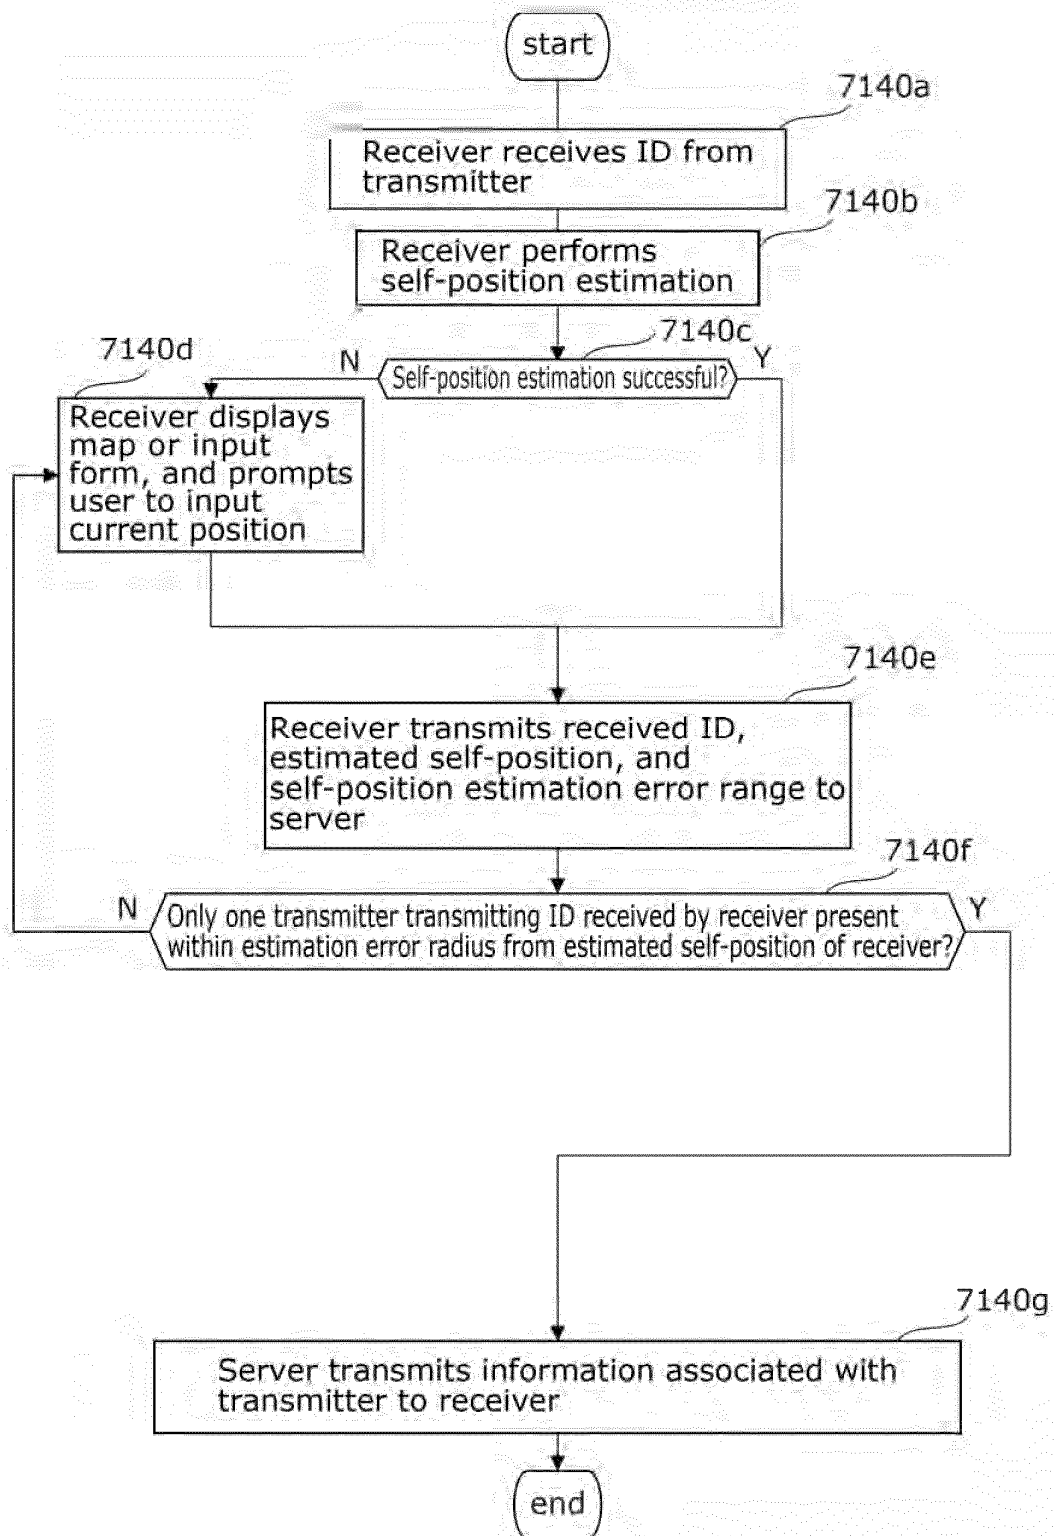 start
7140a
Receiver receives ID from
transmitter
7140b
Receiver performs
self-position estimation
7140c
N
Y
Self-position estimation successful?
7140d
Receiver displays
map or input
form, and prompts
user to input
current position
7140e
Receiver transmits received ID,
estimated self-position, and
self-position estimation error range to
server
7140f
N
Y
Only one transmitter transmitting ID received by receiver present
within estimation error radius from estimated self-position of receiver?
7140g
Server transmits information associated with
transmitter to receiver
end